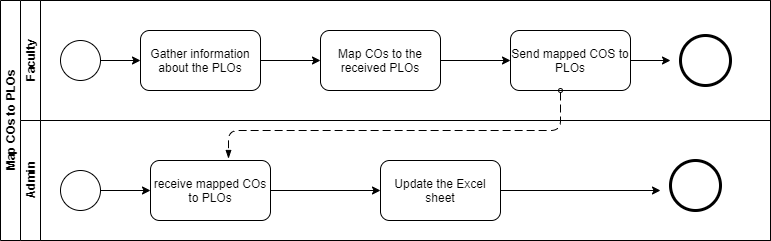 Map COs to PLOs
Faculty
Gather information
about the PLOs
Map COs to the
received PLOs
Send mapped COS to
PLOs
Admin
receive mapped COs
to PLOs
Update the Excel
sheet